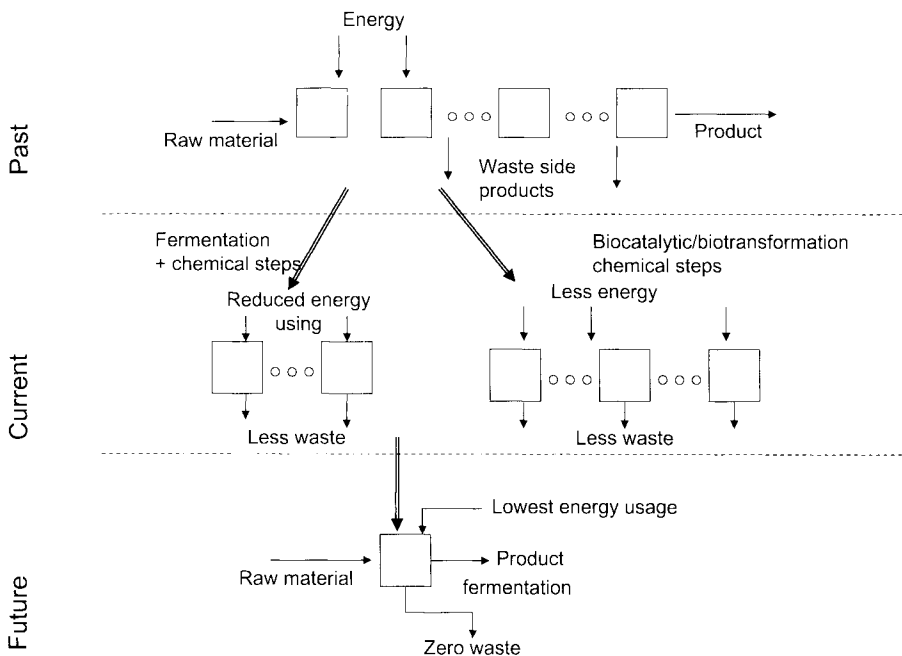 Past
Energy
Raw material
Product
Waste side
products
Current
Fermentation
+ chemical steps
Reduced energy
using
Less waste
Biocatalytic/biotransformation
chemical steps
Less energy
Less waste
Future
Lowest energy usage
Raw material
Product
fermentation
Zero waste